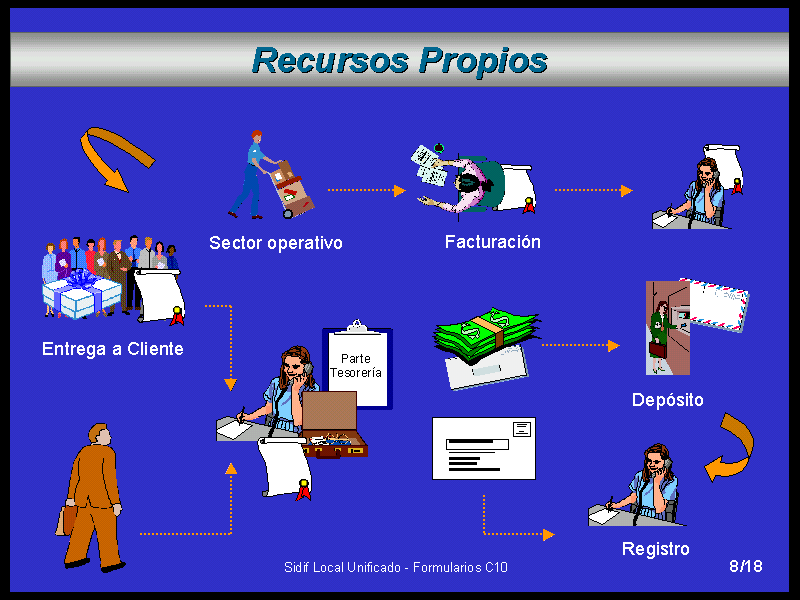 Recursos Propios
Sector operativo
Facturación
Entrega a Cliente
Parte
Tesorería
Depósito
Registro
Sidif Local Unificado - Formularios C10
8/18